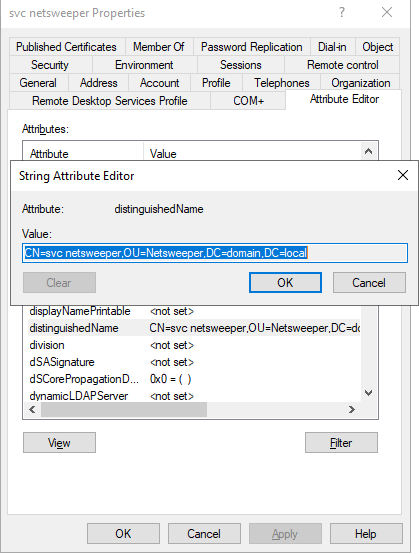 svc netsweeper Properties
?
Published Certificates Member Of Password Replication Dial-in Object
Security Environment Sessions Remote control
General Address Account Profile Telephones Organization
Remote Desktop Services Profile COM+ Attribute Editor
Attributes:
Attribute Value
String Attribute Editor
Attribute: distinguishedName
Value:
CN=svc netsweeper,OU=Netsweeper,DC=domain,DC=local
Clear OK Cancel
displayNamePrintable <not set>
distinguishedName CN=svc netsweeper,OU=Netsweeper,DC=do
division <not set>
dSASignature <not set>
dSCorePropagationD... 0x0 = ( )
dynamicLDAPServer <not set>
View Filter
OK Cancel Apply Help